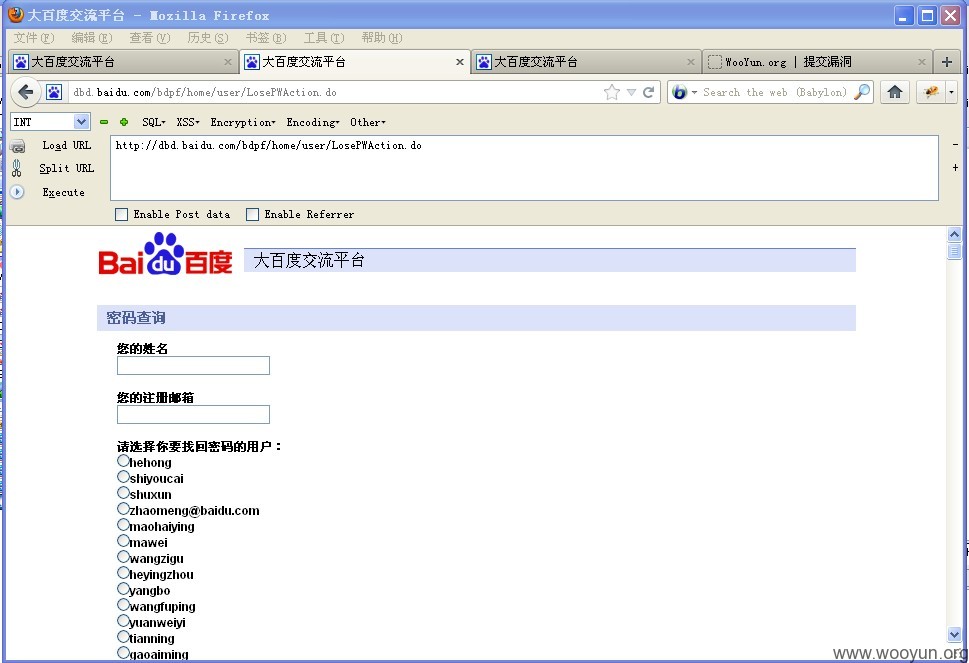 大百度交流平台 - Mozilla Firefox
文件(F) 编辑(E) 查看(V) 历史(S) 书签(B) 工具(T) 帮助(H)
大百度交流平台 大百度交流平台 大百度交流平台 WooYun.org | 提交漏洞
dbd.baidu.com/bdpf/home/user/LosePWAction.do Search the web (Babylon)
INT SQL XSS Encryption Encoding Other
Load URL http://dbd.baidu.com/bdpf/home/user/LosePWAction.do
Split URL
Execute
Enable Post data Enable Referrer
Bai du 百度 大百度交流平台
密码查询
您的姓名
您的注册邮箱
请选择你要找回密码的用户：
hehong
shiyoucai
shuxun
zhaomeng@baidu.com
maohaiying
mawei
wangzigu
heyingzhou
yangbo
wangfuping
yuanweiyi
tianning
gaoaiming
www.wooyun.org